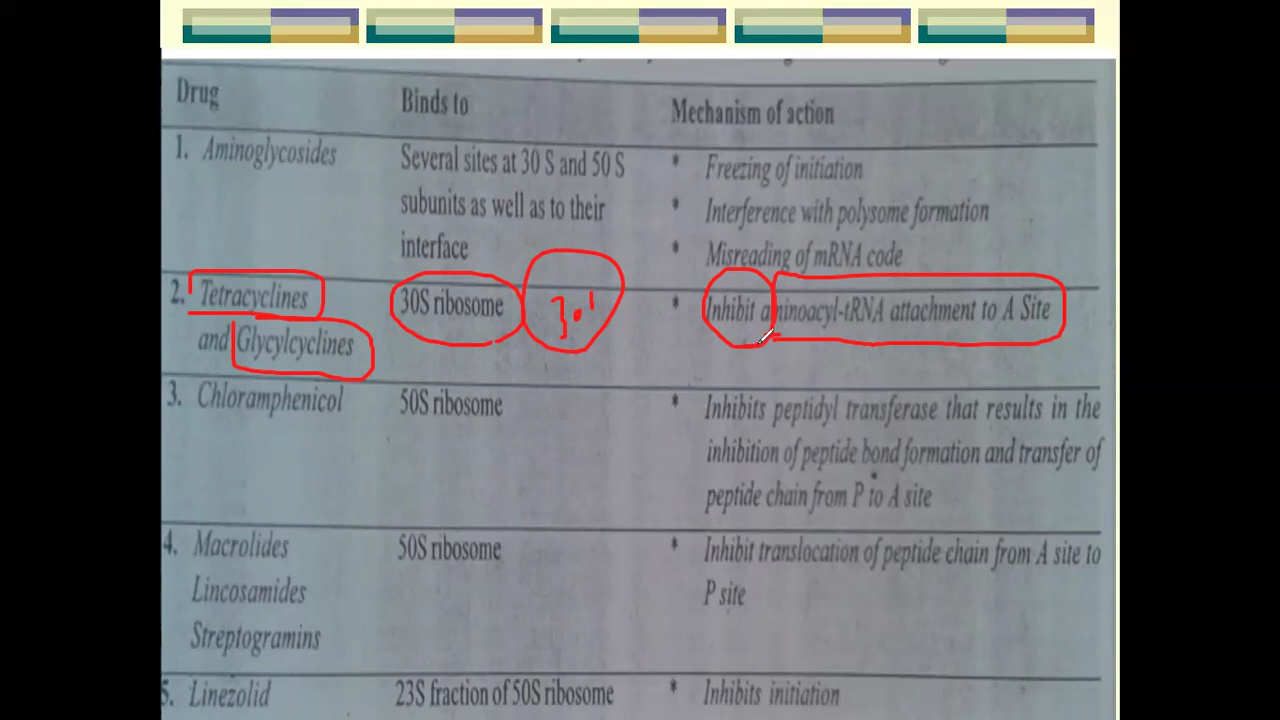 Drug Binds to Mechanism of action
1. Aminoglycosides Several sites at 30 S and 50 S * Freezing of initiation
subunits as well as to their * Interference with polysome formation
interface * Misreading of mRNA code
2. Tetracyclines 30S ribosome * Inhibit aminoacyl-tRNA attachment to A Site
and Glycylcyclines
3. Chloramphenicol 50S ribosome * Inhibits peptidyl transferase that results in the
inhibition of peptide bond formation and transfer of
peptide chain from P to A site
4. Macrolides 50S ribosome * Inhibit translocation of peptide chain from A site to
Lincosamides P site
Streptogramins
5. Linezolid 23S fraction of 50S ribosome * Inhibits initiation